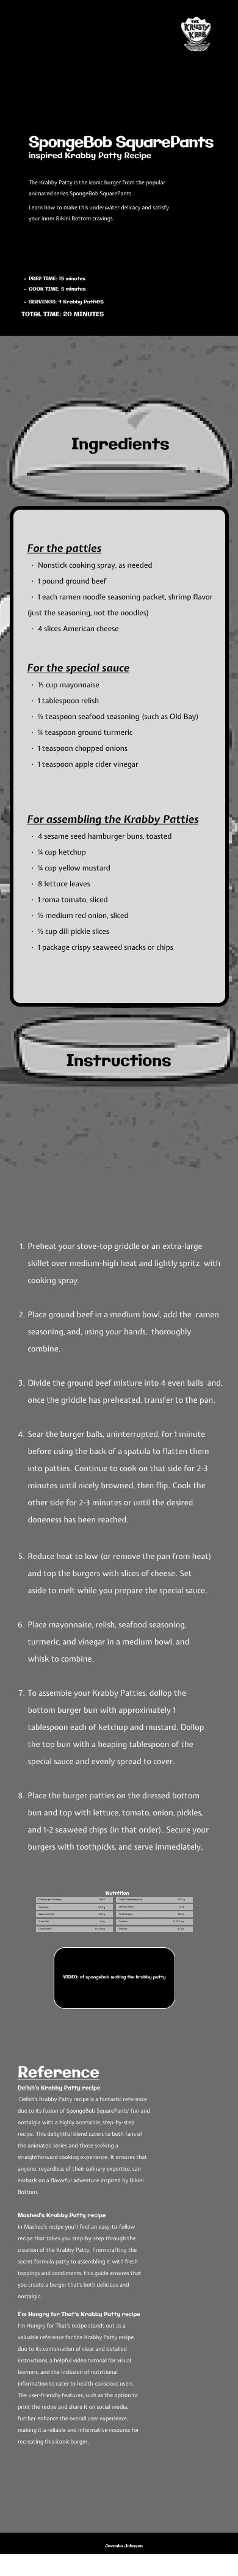 THE
KRUSTY
KRAB
SpongeBob SquarePants
inspired Krabby Patty Recipe
The Krabby Patty is the iconic burger from the popular
animated series SpongeBob SquarePants.
Learn how to make this underwater delicacy and satisfy
your inner Bikini Bottom cravings.
• PREP TIME: 15 minutes
• COOK TIME: 5 minutes
• SERVINGS: 4 Krabby Patties
TOTAL TIME: 20 MINUTES
Ingredients
For the patties
• Nonstick cooking spray, as needed
• 1 pound ground beef
• 1 each ramen noodle seasoning packet, shrimp flavor
(just the seasoning, not the noodles)
• 4 slices American cheese
For the special sauce
• ⅓ cup mayonnaise
• 1 tablespoon relish
• ½ teaspoon seafood seasoning (such as Old Bay)
• ¼ teaspoon ground turmeric
• 1 teaspoon chopped onions
• 1 teaspoon apple cider vinegar
For assembling the Krabby Patties
• 4 sesame seed hamburger buns, toasted
• ¼ cup ketchup
• ¼ cup yellow mustard
• 8 lettuce leaves
• 1 roma tomato, sliced
• ½ medium red onion, sliced
• ½ cup dill pickle slices
• 1 package crispy seaweed snacks or chips
Instructions
1. Preheat your stove-top griddle or an extra-large
skillet over medium-high heat and lightly spritz with
cooking spray.
2. Place ground beef in a medium bowl, add the ramen
seasoning, and, using your hands, thoroughly
combine.
3. Divide the ground beef mixture into 4 even balls and,
once the griddle has preheated, transfer to the pan.
4. Sear the burger balls, uninterrupted, for 1 minute
before using the back of a spatula to flatten them
into patties. Continue to cook on that side for 2-3
minutes until nicely browned, then flip. Cook the
other side for 2-3 minutes or until the desired
doneness has been reached.
5. Reduce heat to low (or remove the pan from heat)
and top the burgers with slices of cheese. Set
aside to melt while you prepare the special sauce.
6. Place mayonnaise, relish, seafood seasoning,
turmeric, and vinegar in a medium bowl, and
whisk to combine.
7. To assemble your Krabby Patties, dollop the
bottom burger bun with approximately 1
tablespoon each of ketchup and mustard. Dollop
the top bun with a heaping tablespoon of the
special sauce and evenly spread to cover.
8. Place the burger patties on the dressed bottom
bun and top with lettuce, tomato, onion, pickles,
and 1-2 seaweed chips (in that order). Secure your
burgers with toothpicks, and serve immediately.
Nutrition
VIDEO: of spongebob making the krabby patty
Reference
Delish's Krabby Patty recipe
Delish's Krabby Patty recipe is a fantastic reference
due to its fusion of SpongeBob SquarePants' fun and
nostalgia with a highly accessible, step-by-step
recipe. This delightful blend caters to both fans of
the animated series and those seeking a
straightforward cooking experience. It ensures that
anyone, regardless of their culinary expertise, can
embark on a flavorful adventure inspired by Bikini
Bottom.
Mashed's Krabby Patty recipe
In Mashed's recipe you'll find an easy-to-follow
recipe that takes you step-by-step through the
creation of the Krabby Patty. From crafting the
secret formula patty to assembling it with fresh
toppings and condiments, this guide ensures that
you create a burger that's both delicious and
nostalgic.
I'm Hungry for That's Krabby Patty recipe
I'm Hungry for That's recipe stands out as a
valuable reference for the Krabby Patty recipe
due to its combination of clear and detailed
instructions, a helpful video tutorial for visual
learners, and the inclusion of nutritional
information to cater to health-conscious users.
The user-friendly features, such as the option to
print the recipe and share it on social media,
further enhance the overall user experience,
making it a reliable and informative resource for
recreating this iconic burger.
Jovonka Johnson